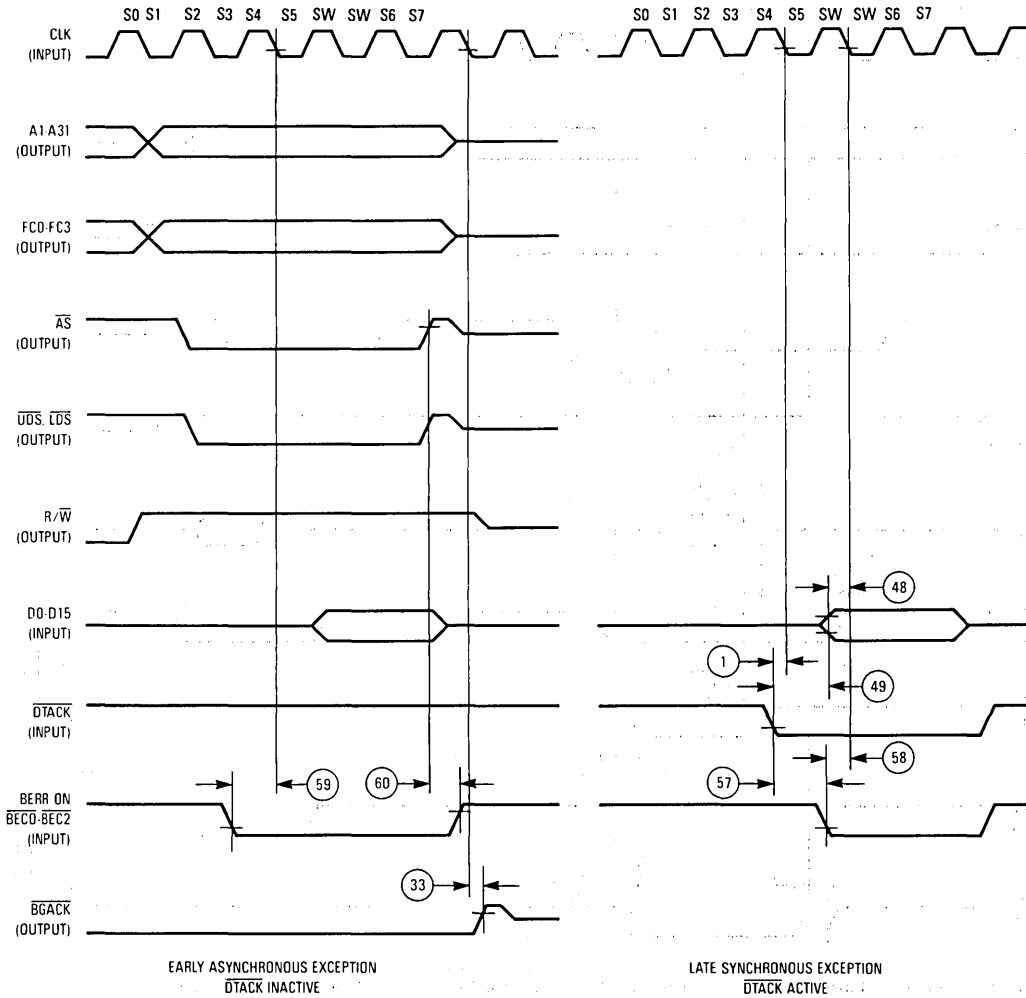 S0 S1 S2 S3 S4 S5 SW SW S6 S7
S0 S1 S2 S3 S4 S5 SW SW S6 S7
CLK
(INPUT)
A1-A31
(OUTPUT)
FC0-FC3
(OUTPUT)
AS
(OUTPUT)
UDS, LDS
(OUTPUT)
R/W
(OUTPUT)
48
D0-D15
(INPUT)
1
49
DTACK
(INPUT)
59
60
57
58
BERR ON
BEC0-BEC2
(INPUT)
33
BGACK
(OUTPUT)
EARLY ASYNCHRONOUS EXCEPTION
DTACK INACTIVE
LATE SYNCHRONOUS EXCEPTION
DTACK ACTIVE